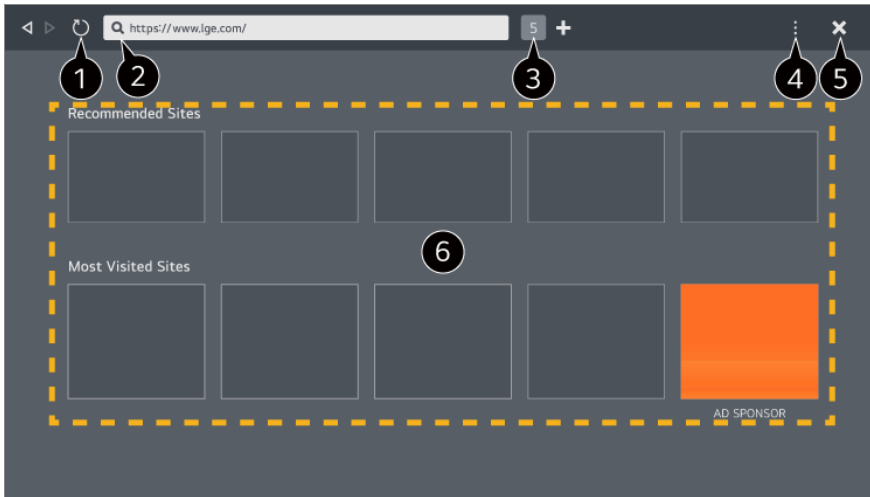 https://www.lge.com/ 5
1 2 3 4 5
Recommended Sites
6
Most Visited Sites
AD SPONSOR